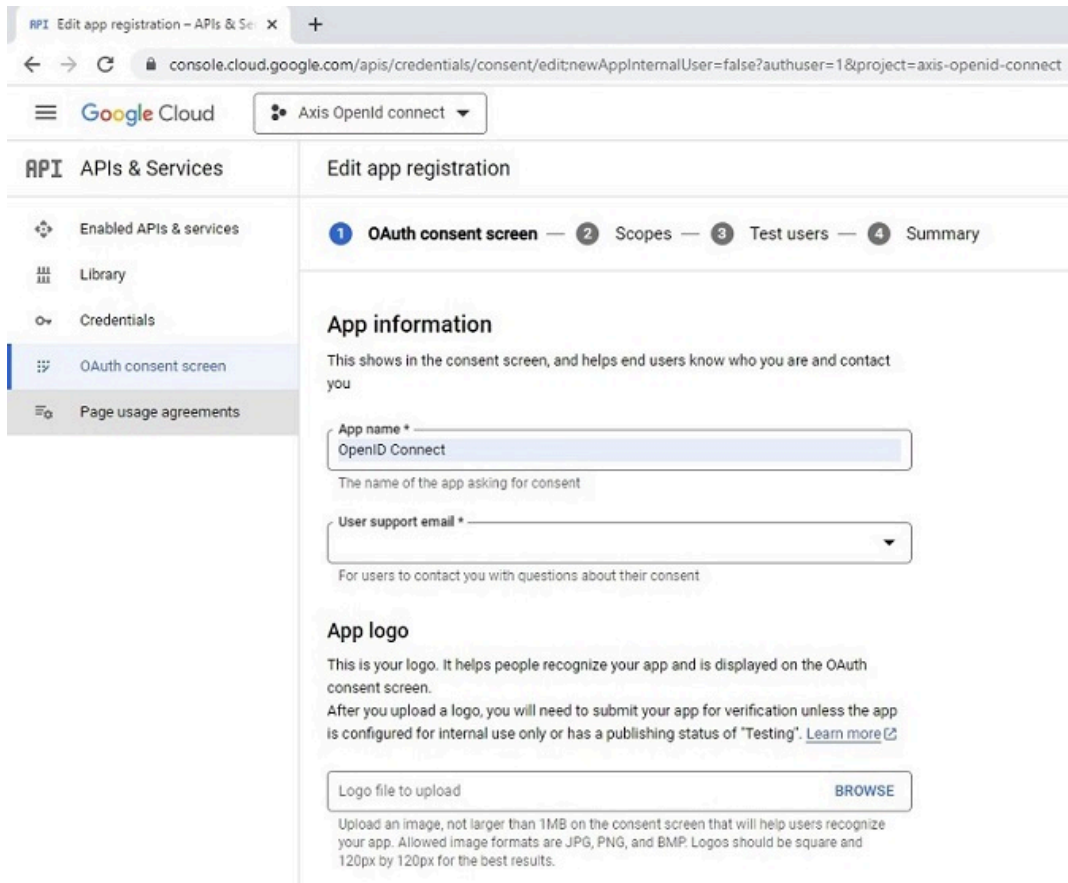 API Edit app registration – APIs & Se
console.cloud.google.com/apis/credentials/consent/edit;newAppInternalUser=false?authuser=1&project=axis-openid-connect
Google Cloud
Axis OpenId connect
API APIs & Services
Edit app registration
Enabled APIs & services
Library
Credentials
OAuth consent screen
Page usage agreements
1 OAuth consent screen — 2 Scopes — 3 Test users — 4 Summary
App information
This shows in the consent screen, and helps end users know who you are and contact
you
App name *
OpenID Connect
The name of the app asking for consent
User support email *
For users to contact you with questions about their consent
App logo
This is your logo. It helps people recognize your app and is displayed on the OAuth
consent screen.
After you upload a logo, you will need to submit your app for verification unless the app
is configured for internal use only or has a publishing status of "Testing". Learn more
Logo file to upload BROWSE
Upload an image, not larger than 1MB on the consent screen that will help users recognize
your app. Allowed image formats are JPG, PNG, and BMP. Logos should be square and
120px by 120px for the best results.